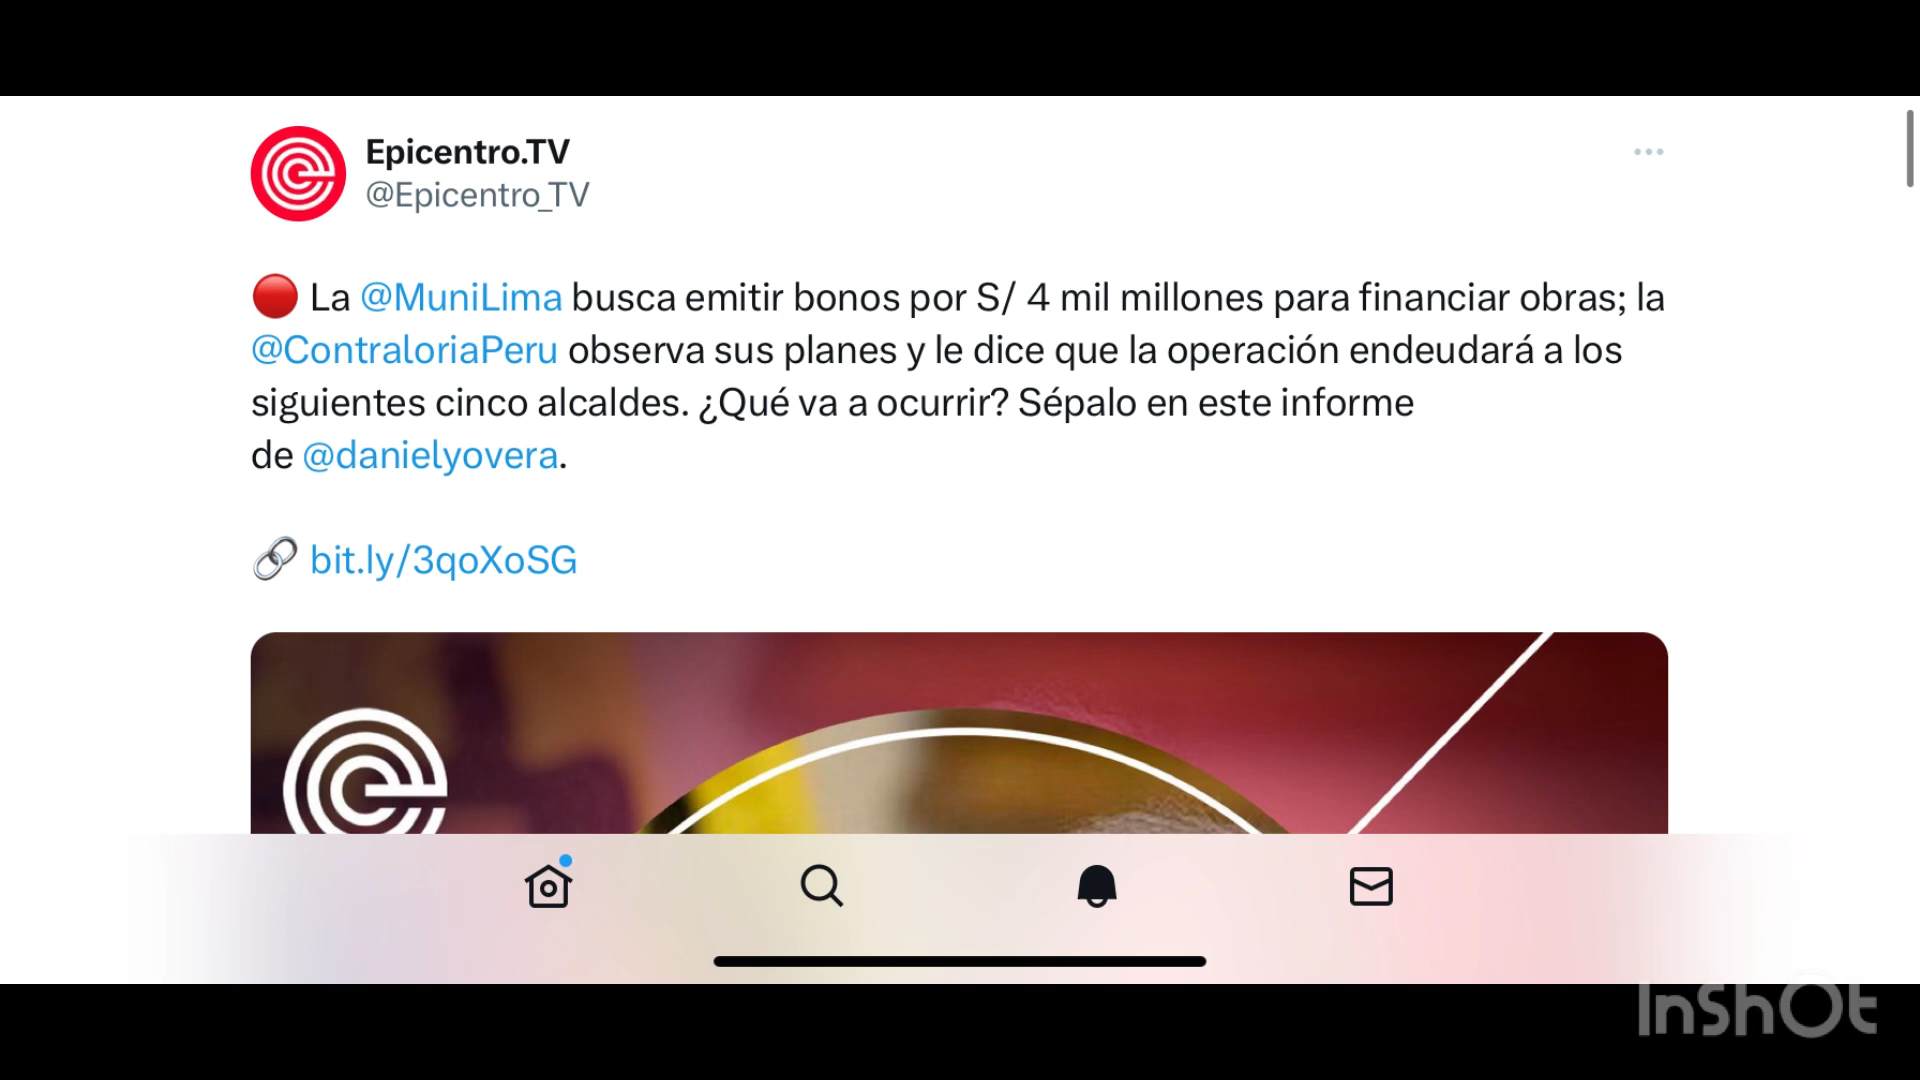 Epicentro.TV
@Epicentro_TV
🔴 La @MuniLima busca emitir bonos por S/ 4 mil millones para financiar obras; la
@ContraloriaPeru observa sus planes y le dice que la operación endeudará a los
siguientes cinco alcaldes. ¿Qué va a ocurrir? Sépalo en este informe
de @danielyovera.
🔗 bit.ly/3qoXoSG
InShOt